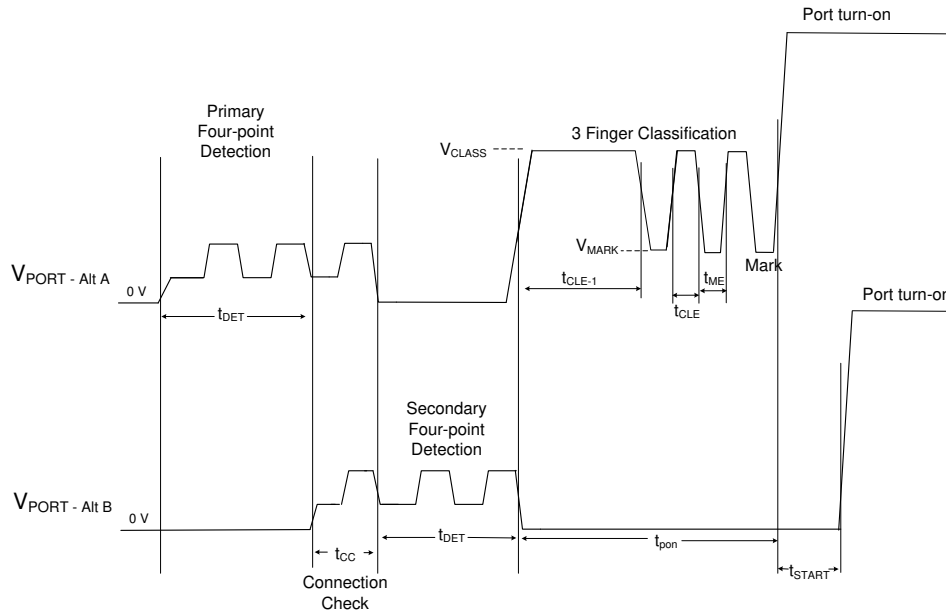 Port turn-on
Primary
Four-point
Detection
3 Finger Classification
VCLASS
VMARK
Mark
VPORT - Alt A
0 V
tDET
tCLE-1
tCLE
tME
Port turn-on
Secondary
Four-point
Detection
VPORT - Alt B
0 V
tCC
tDET
tpon
tSTART
Connection
Check